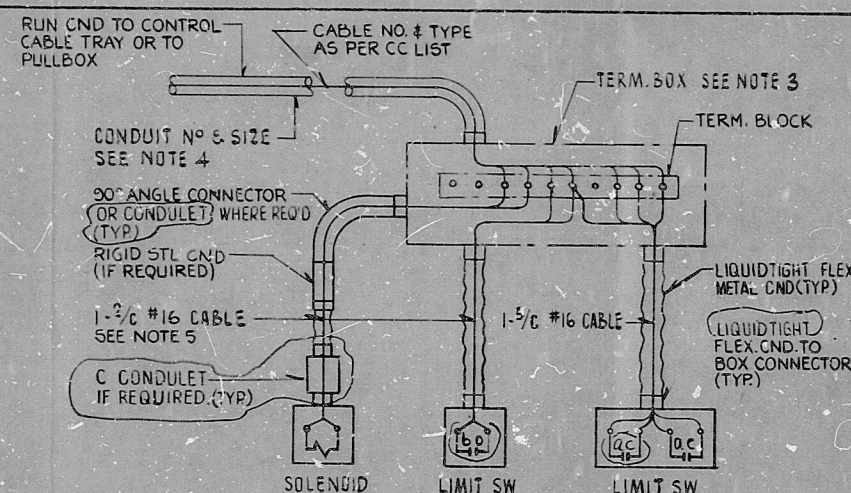 RUN CND TO CONTROL
CABLE TRAY OR TO
PULLBOX
CABLE NO. & TYPE
AS PER CC LIST
TERM. BOX SEE NOTE 3
TERM. BLOCK
CONDUIT Nº & SIZE
SEE NOTE 4
90° ANGLE CONNECTOR
OR CONDULET WHERE REQ'D
(TYP.)
RIGID STL CND
(IF REQUIRED)
LIQUIDTIGHT FLEX
METAL CND(TYP)
1-2/C #16 CABLE
SEE NOTE 5
1-5/C #16 CABLE
LIQUIDTIGHT
FLEX.CND.TO
BOX CONNECTOR
(TYP.)
C CONDULET
IF REQUIRED.(TYP.)
bo
ac
ac
SOLENOID
LIMIT SW
LIMIT SW